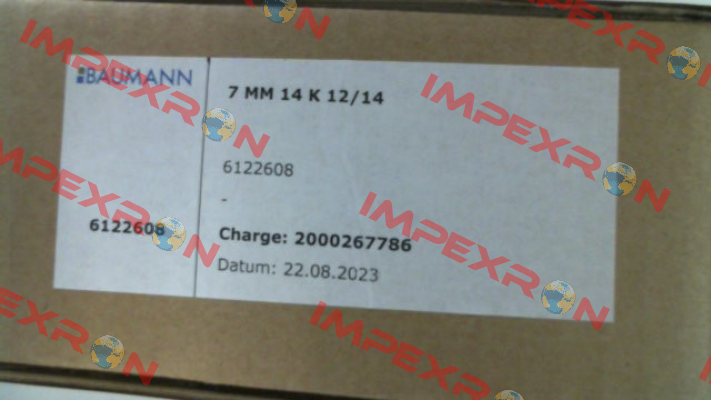 BAUMANN
7 MM 14 K 12/14
6122608
-
6122608
Charge: 2000267786
Datum: 22.08.2023
IMPEXRON
IMPEXRON
IMPEXRON
IMPEXRON
IMPEXRON
IMPEXRON
IMPEXRON
IMPEXRON